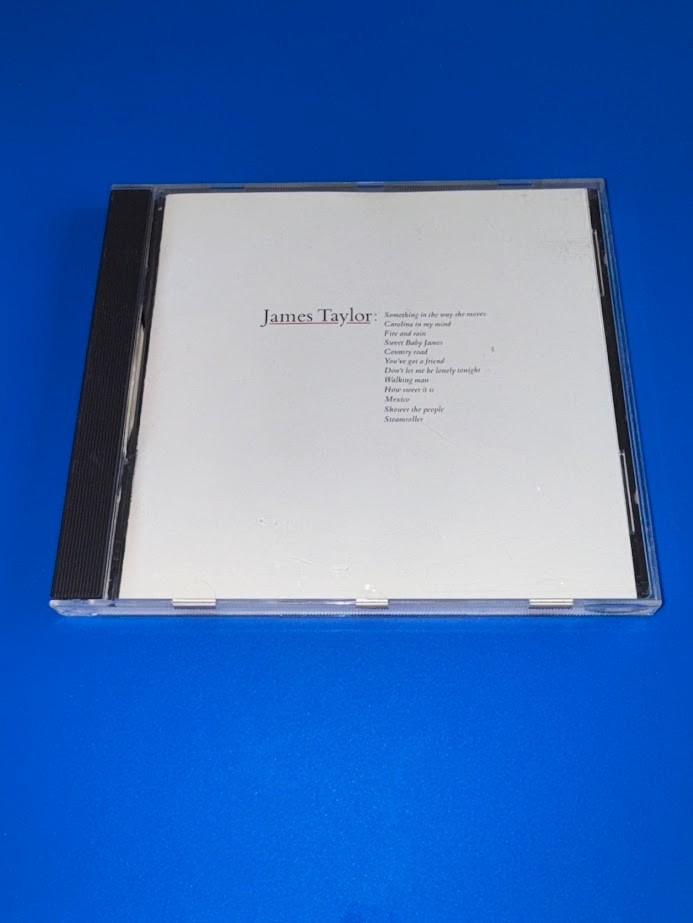 James Taylor:
Something in the way she moves
Carolina in my mind
Fire and rain
Sweet Baby James
Country road
You've got a friend
Don't let me be lonely tonight
Walking man
How sweet it is
Mexico
Shower the people
Steamroller